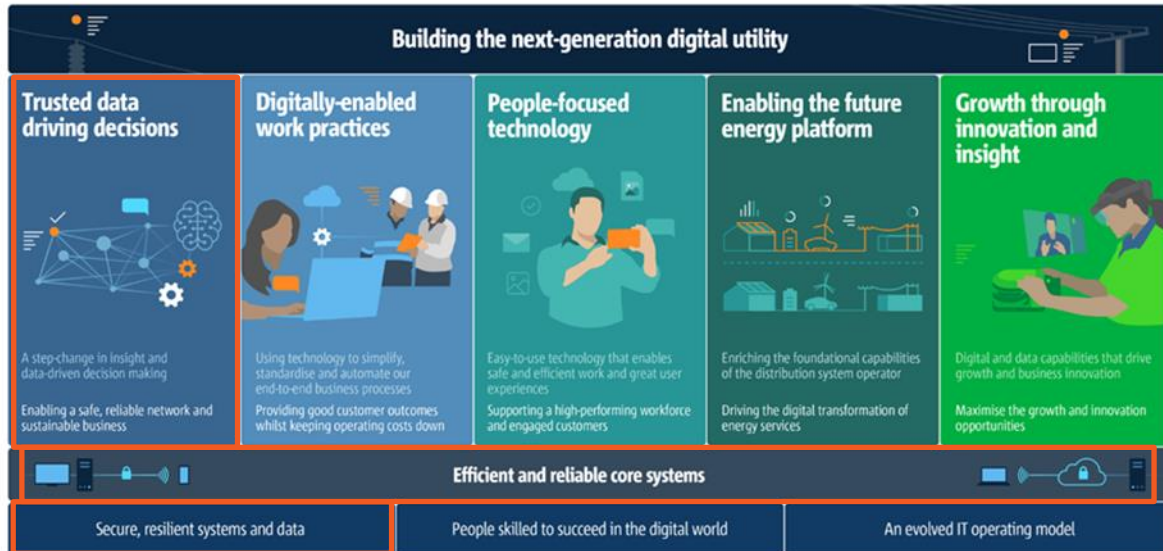 Building the next-generation digital utility
Trusted data
driving decisions
A step-change in insight and
data-driven decision making
Enabling a safe, reliable network and
sustainable business
Digitally-enabled
work practices
Using technology to simplify,
standardise and automate our
end-to-end business processes
Providing good customer outcomes
whilst keeping operating costs down
People-focused
technology
Easy-to-use technology that enables
safe and efficient work and great user
experiences
Supporting a high-performing workforce
and engaged customers
Enabling the future
energy platform
Enriching the foundational capabilities
of the distribution system operator
Driving the digital transformation of
energy services
Growth through
innovation and
insight
Digital and data capabilities that drive
growth and business innovation
Maximise the growth and innovation
opportunities
Efficient and reliable core systems
Secure, resilient systems and data
People skilled to succeed in the digital world
An evolved IT operating model